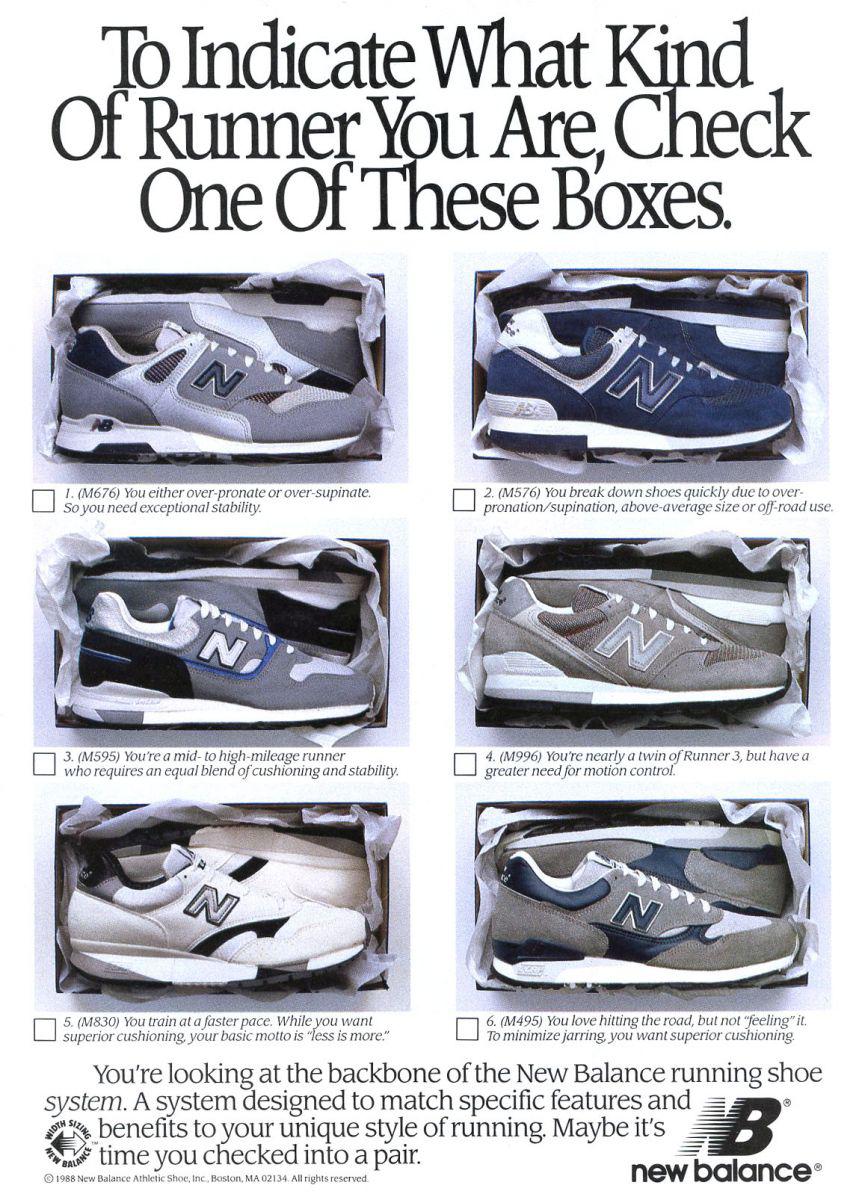 To Indicate What Kind
Of Runner You Are, Check
One Of These Boxes.
1. (M676) You either over-pronate or over-supinate.
So you need exceptional stability.
2. (M576) You break down shoes quickly due to over-
pronation/supination, above-average size or off-road use.
3. (M595) You're a mid- to high-mileage runner
who requires an equal blend of cushioning and stability.
4. (M996) You're nearly a twin of Runner 3, but have a
greater need for motion control.
5. (M830) You train at a faster pace. While you want
superior cushioning, your basic motto is "less is more."
6. (M495) You love hitting the road, but not "feeling" it.
To minimize jarring, you want superior cushioning.
You're looking at the backbone of the New Balance running shoe
system. A system designed to match specific features and
benefits to your unique style of running. Maybe it's
time you checked into a pair.
WIDTH SIZING
NEW BALANCE
™
NB®
new balance®
© 1988 New Balance Athletic Shoe, Inc., Boston, MA 02134. All rights reserved.